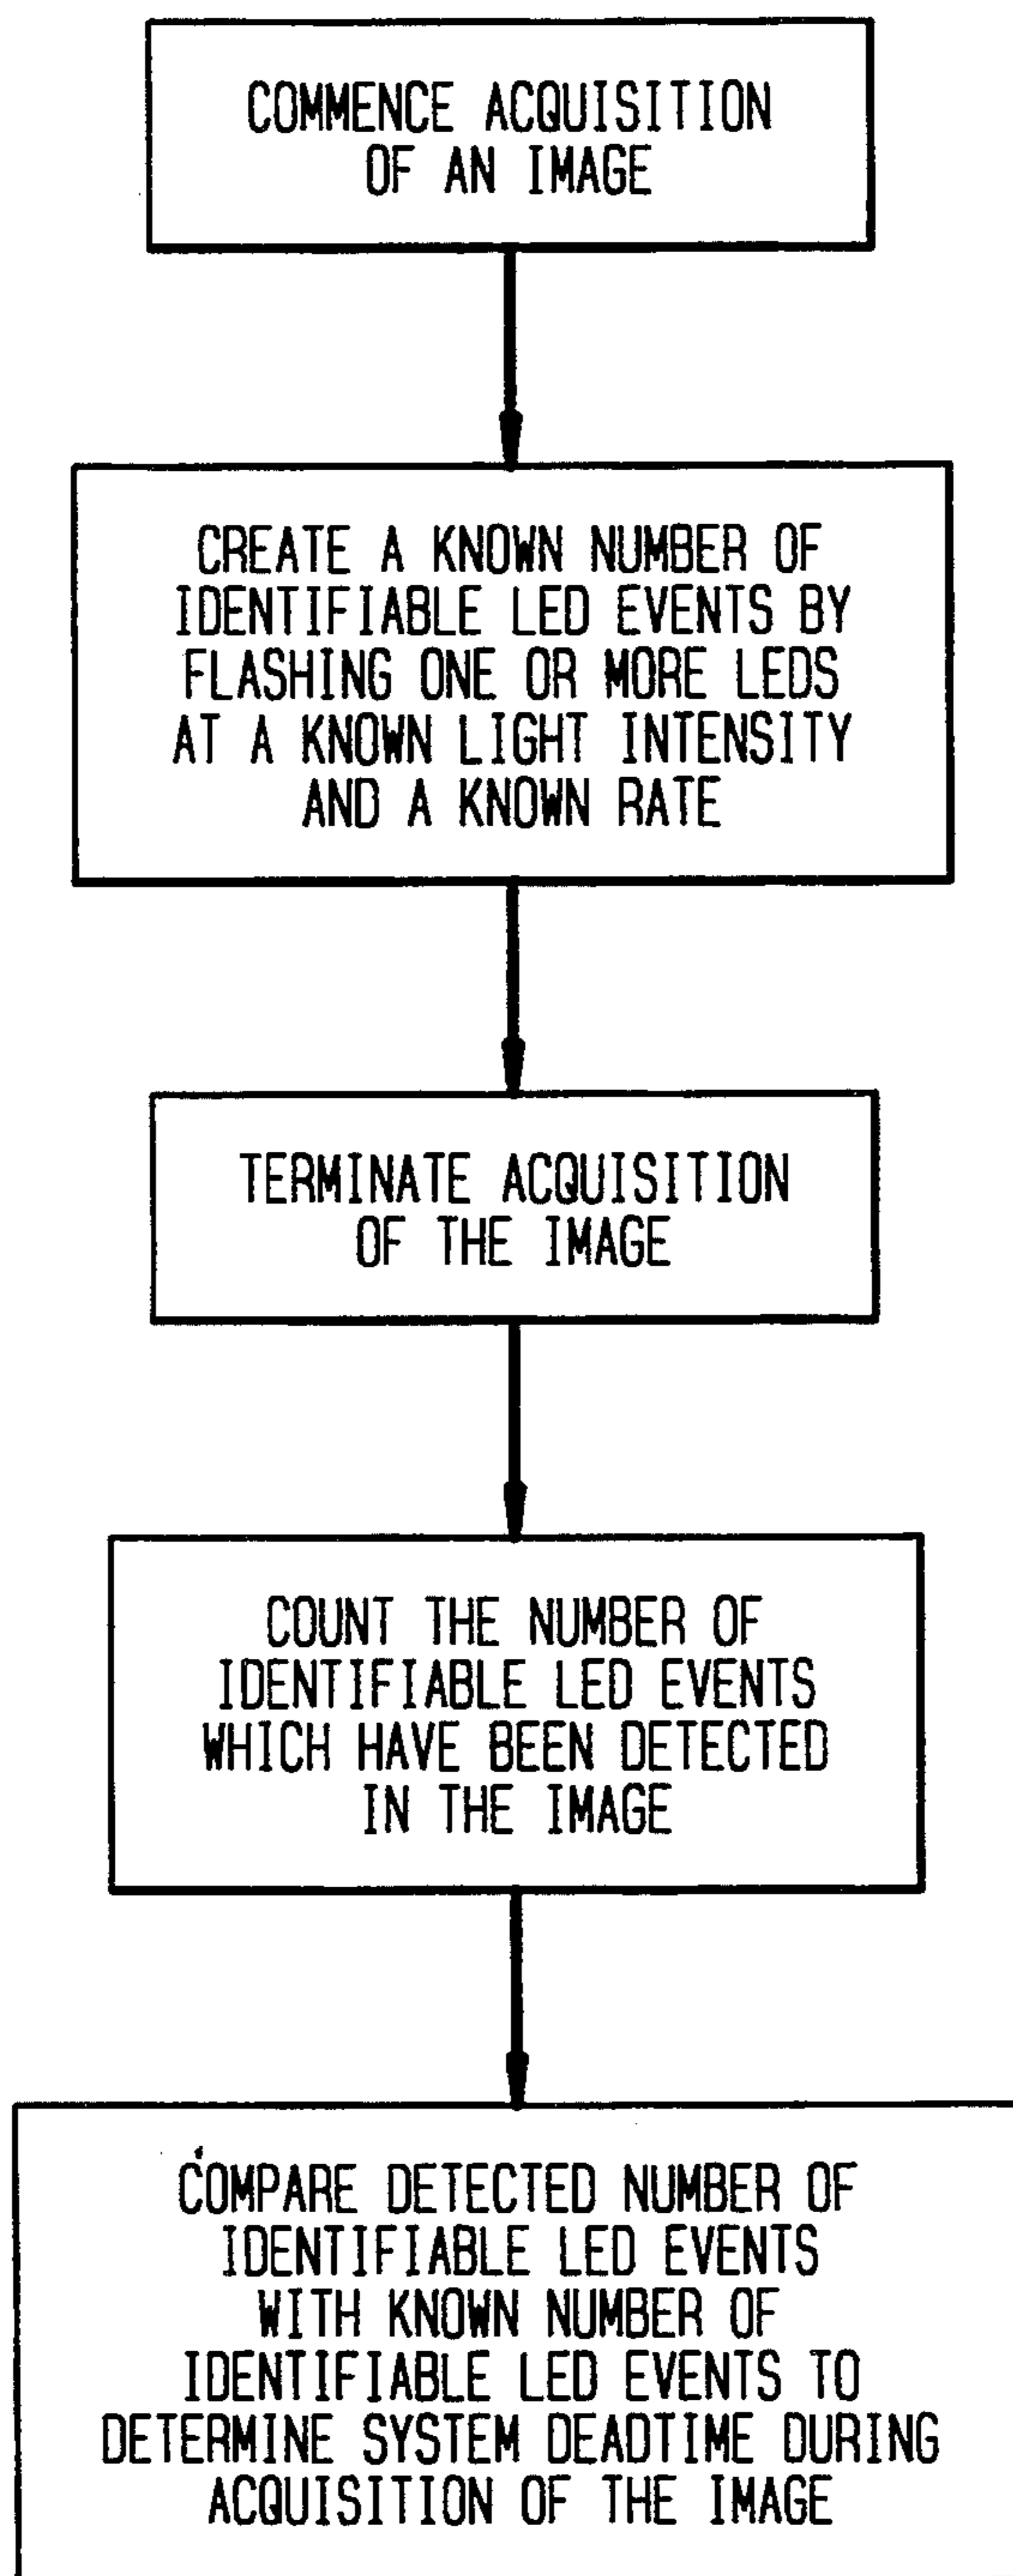 COMMENCE ACQUISITION
OF AN IMAGE
CREATE A KNOWN NUMBER OF
IDENTIFIABLE LED EVENTS BY
FLASHING ONE OR MORE LEDS
AT A KNOWN LIGHT INTENSITY
AND A KNOWN RATE
TERMINATE ACQUISITION
OF THE IMAGE
COUNT THE NUMBER OF
IDENTIFIABLE LED EVENTS
WHICH HAVE BEEN DETECTED
IN THE IMAGE
COMPARE DETECTED NUMBER OF
IDENTIFIABLE LED EVENTS
WITH KNOWN NUMBER OF
IDENTIFIABLE LED EVENTS TO
DETERMINE SYSTEM DEADTIME DURING
ACQUISITION OF THE IMAGE